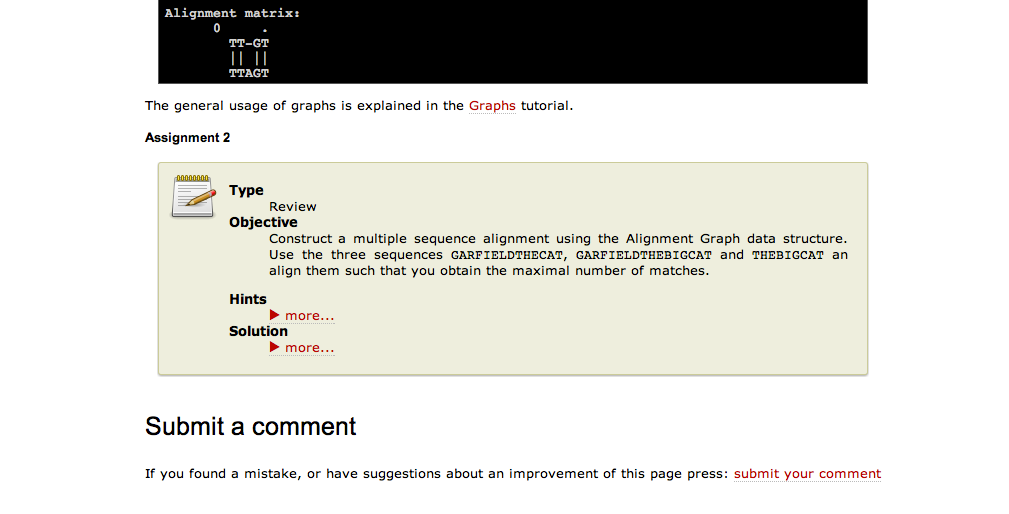 Alignment matrix:
0     .
TT-GT
|| ||
TTAGT
The general usage of graphs is explained in the Graphs tutorial.
Assignment 2
Type
Review
Objective
Construct a multiple sequence alignment using the Alignment Graph data structure.
Use the three sequences GARFIELDTHECAT, GARFIELDTHEBIGCAT and THEBIGCAT an
align them such that you obtain the maximal number of matches.
Hints
▶ more...
Solution
▶ more...
Submit a comment
If you found a mistake, or have suggestions about an improvement of this page press: submit your comment